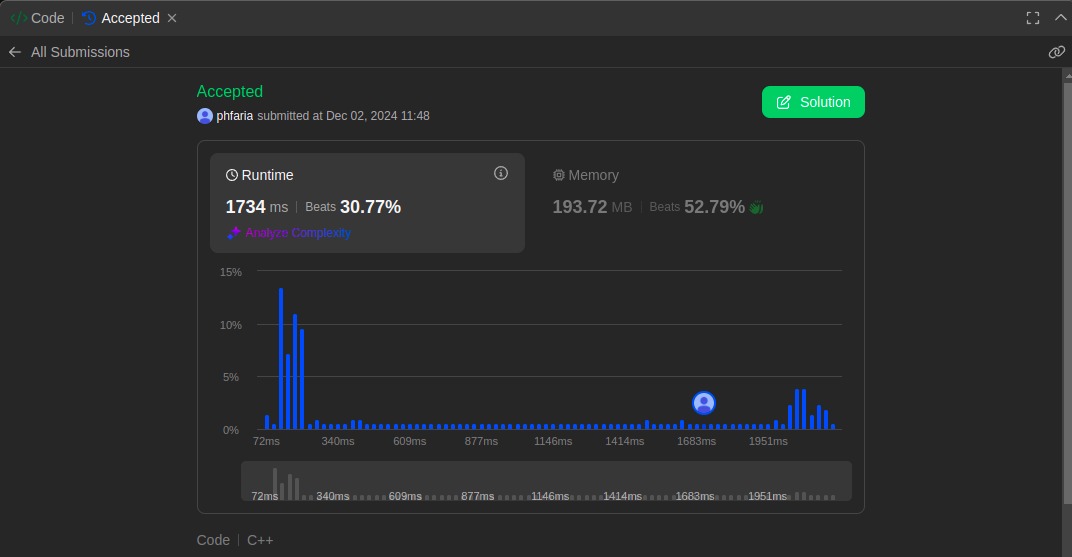 </> Code | Accepted ×
← All Submissions
Accepted
phfaria submitted at Dec 02, 2024 11:48
Solution
Runtime
1734 ms | Beats 30.77%
Analyze Complexity
Memory
193.72 MB | Beats 52.79%
15%
10%
5%
0%
72ms 340ms 609ms 877ms 1146ms 1414ms 1683ms 1951ms
72ms 340ms 609ms 877ms 1146ms 1414ms 1683ms 1951ms
Code | C++